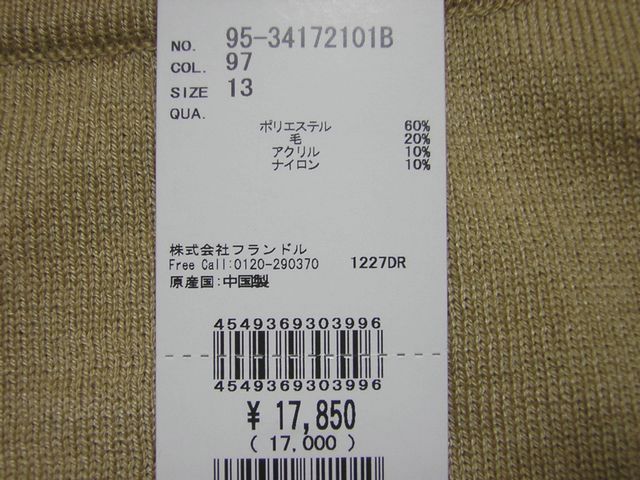 NO. 95-34172101B
COL. 97
SIZE 13
QUA.
ポリエステル 60%
毛 20%
アクリル 10%
ナイロン 10%
株式会社フランドル
Free Call:0120-290370 1227DR
原産国:中国製
4549369303996
4549369303996
¥ 17,850
( 17,000 )